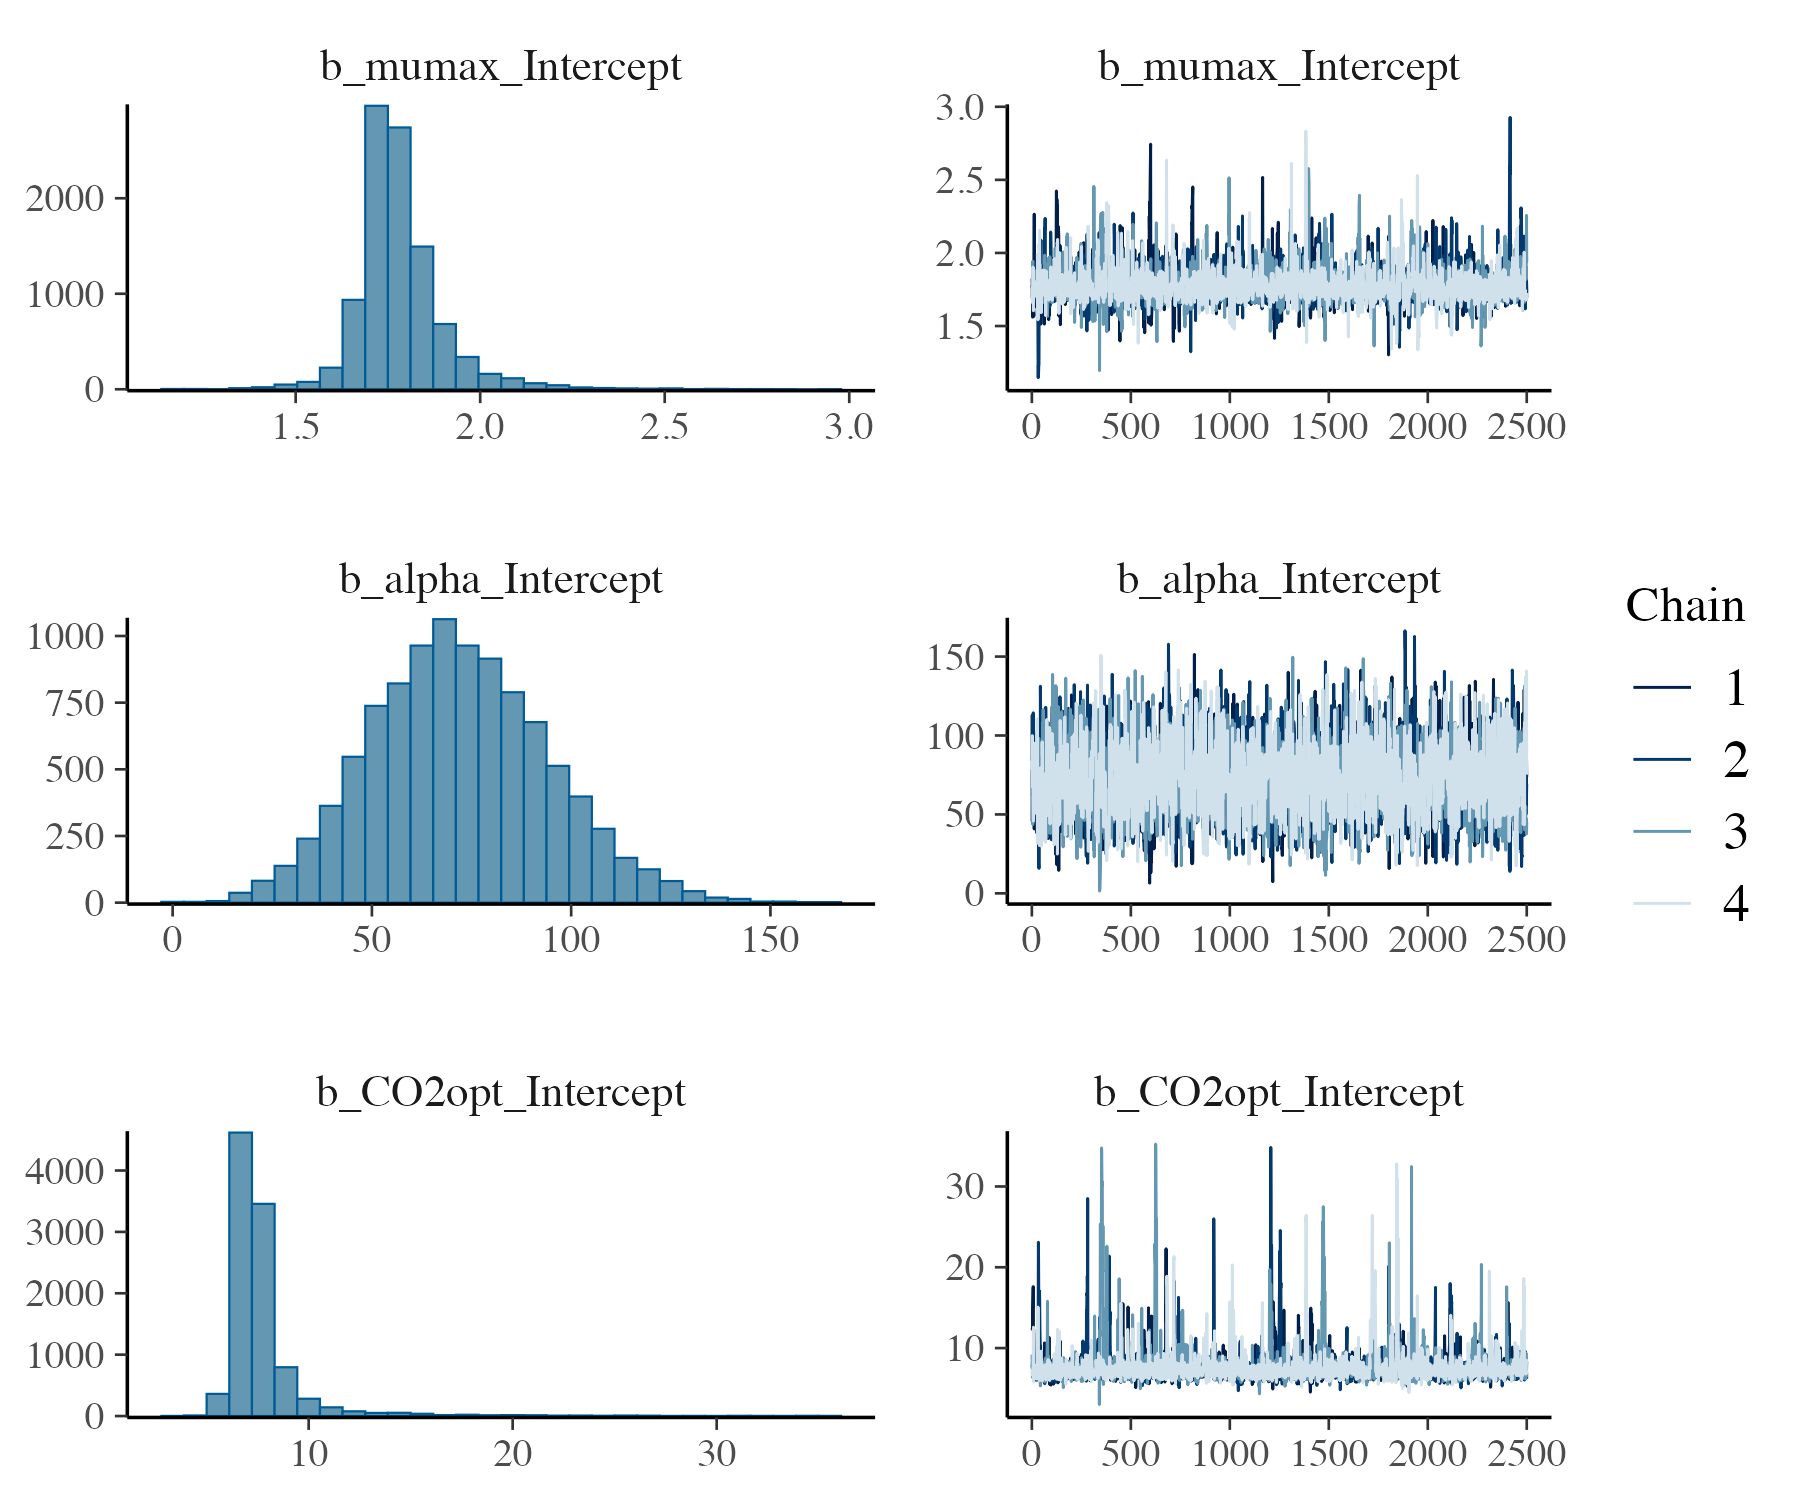 b_mumax_Intercept
2000
1000
0
1.5 2.0 2.5 3.0
b_mumax_Intercept
3.0
2.5
2.0
1.5
0 500 1000 1500 2000 2500
b_alpha_Intercept
1000
750
500
250
0
0 50 100 150
b_alpha_Intercept
150
100
50
0
0 500 1000 1500 2000 2500
Chain
1
2
3
4
b_CO2opt_Intercept
4000
3000
2000
1000
0
10 20 30
b_CO2opt_Intercept
30
20
10
0 500 1000 1500 2000 2500